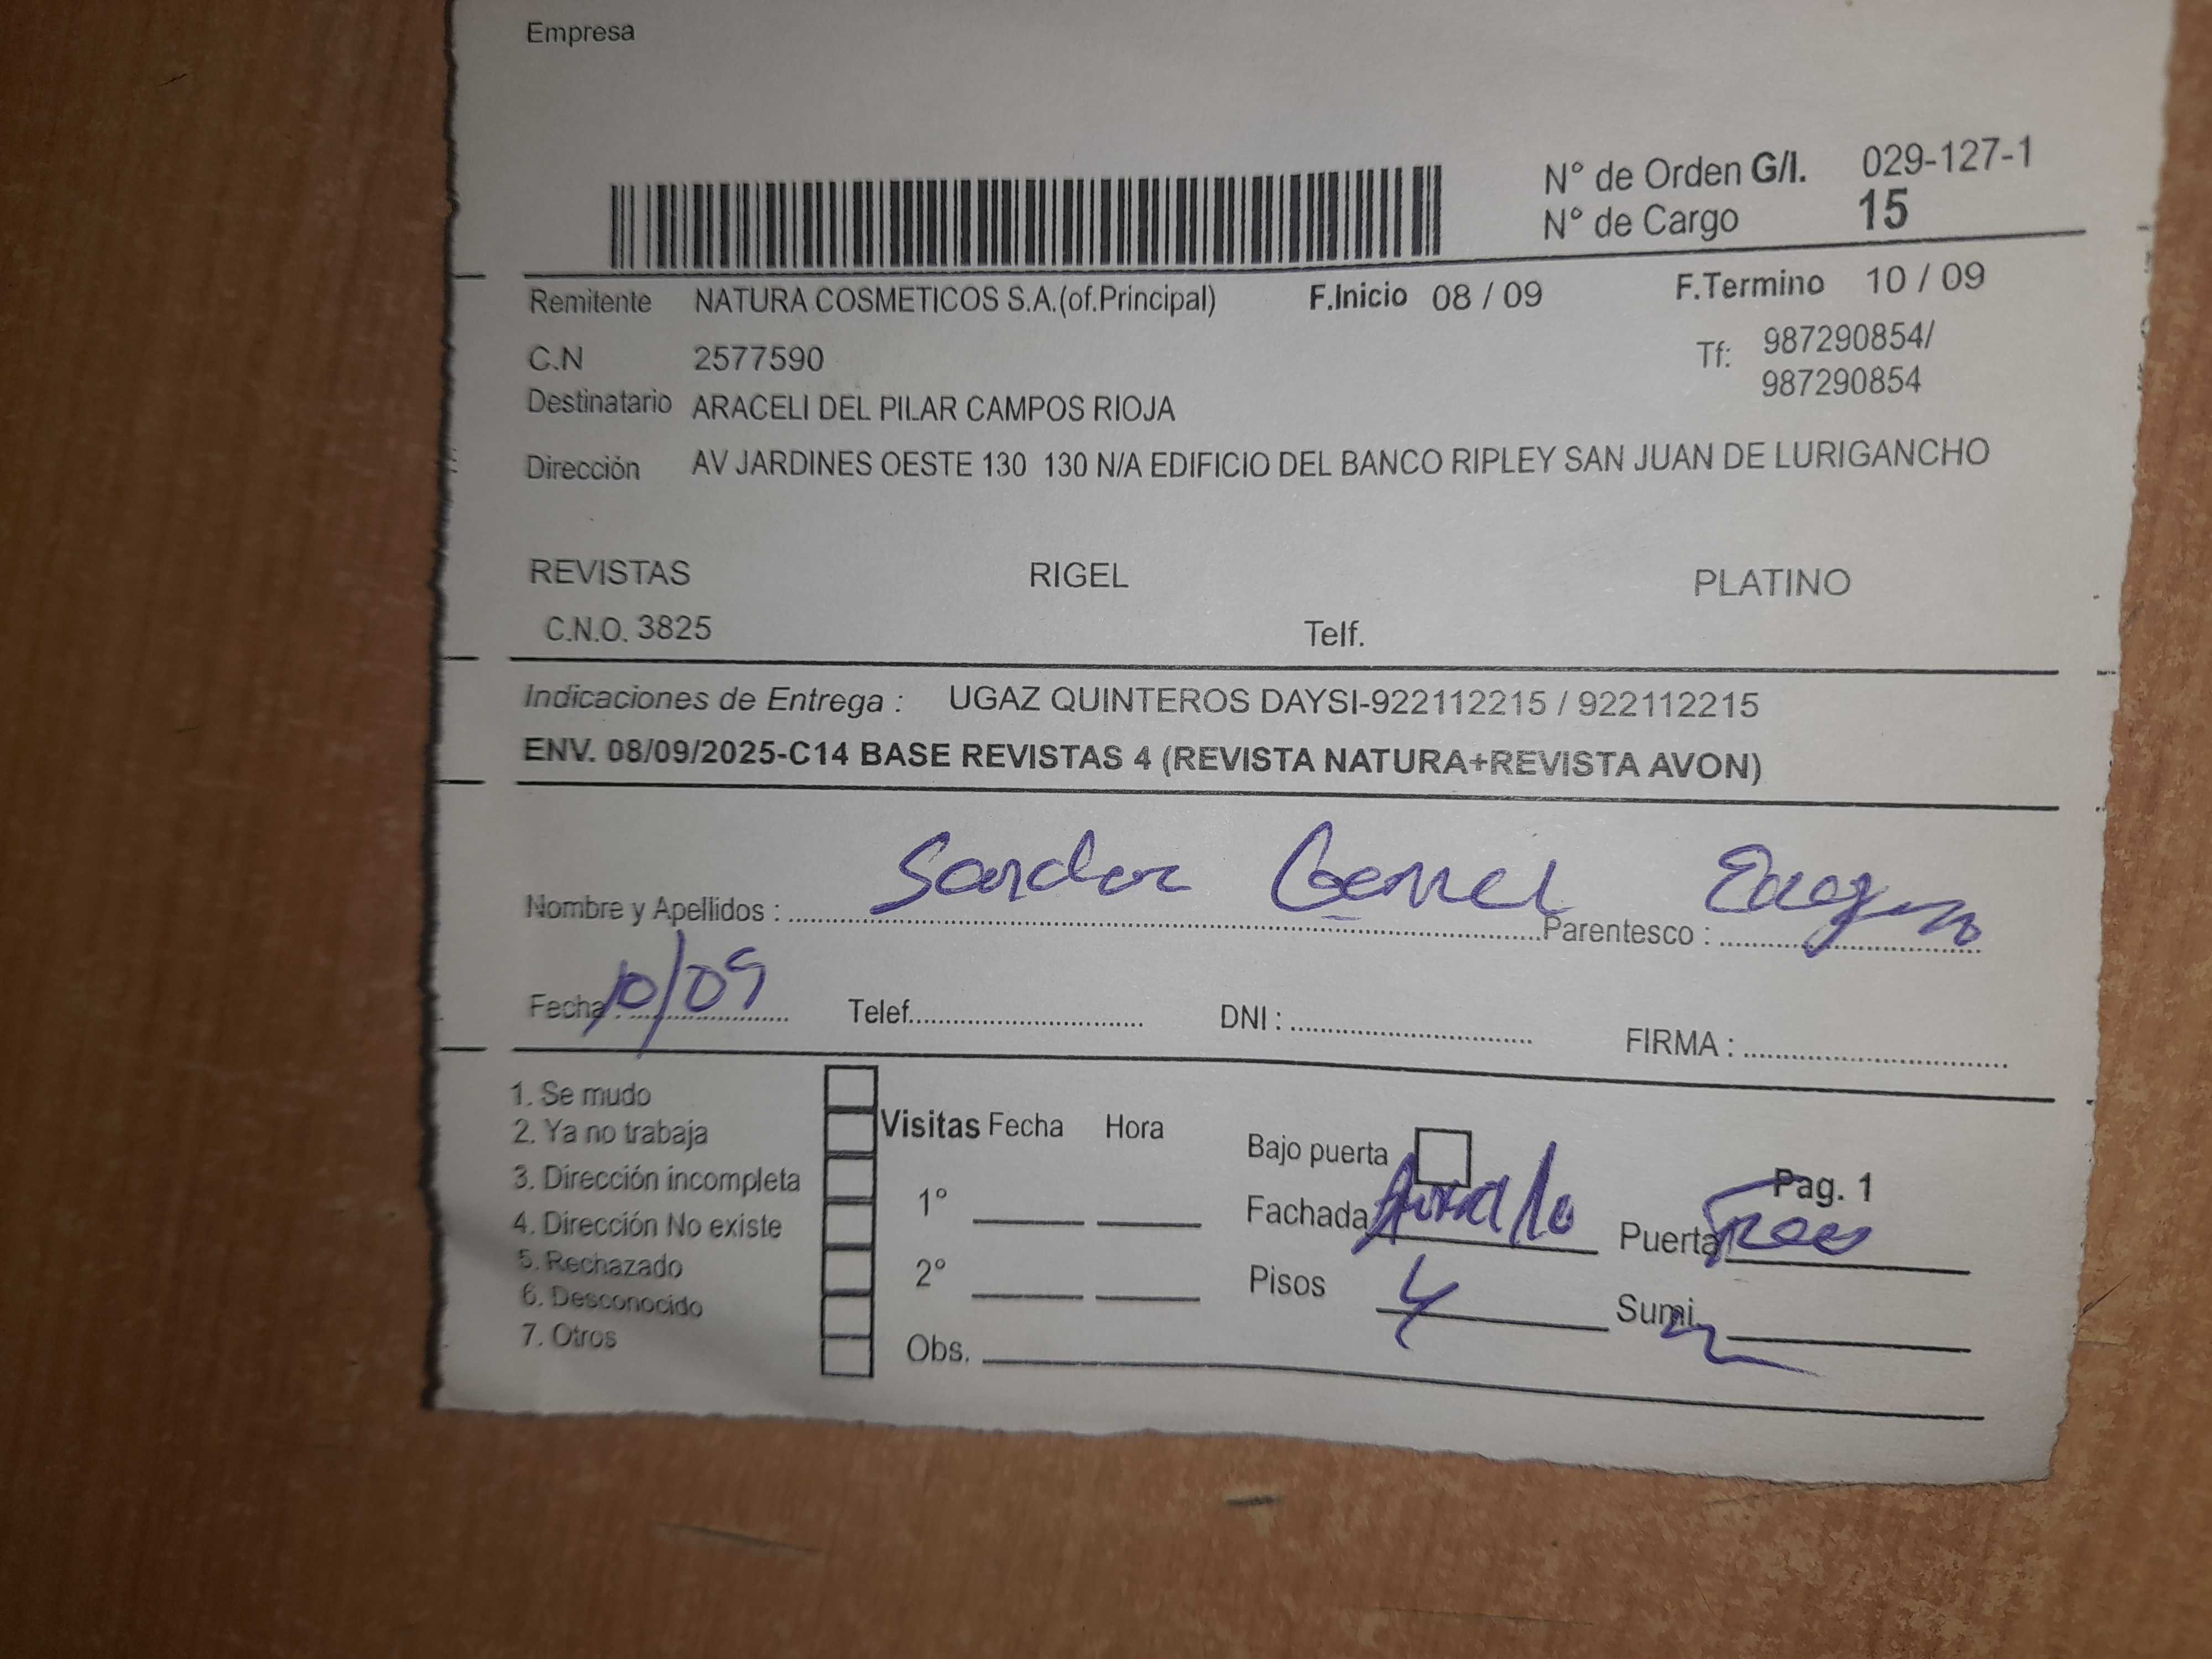 Empresa
N° de Orden G/I. 029-127-1
N° de Cargo 15
Remitente NATURA COSMETICOS S.A.(of.Principal) F.Inicio 08 / 09 F.Termino 10 / 09
C.N 2577590 Tf: 987290854/
987290854
Destinatario ARACELI DEL PILAR CAMPOS RIOJA
Dirección AV JARDINES OESTE 130 130 N/A EDIFICIO DEL BANCO RIPLEY SAN JUAN DE LURIGANCHO
REVISTAS RIGEL PLATINO
C.N.O. 3825 Telf.
Indicaciones de Entrega : UGAZ QUINTEROS DAYSI-922112215 / 922112215
ENV. 08/09/2025-C14 BASE REVISTAS 4 (REVISTA NATURA+REVISTA AVON)
Nombre y Apellidos : Parentesco :
Fecha : 10/09 Telef. DNI : FIRMA :
1. Se mudo
2. Ya no trabaja
3. Dirección incompleta
4. Dirección No existe
5. Rechazado
6. Desconocido
7. Otros
Visitas Fecha Hora
1°
2°
Obs.
Bajo puerta
Pag. 1
Fachada Puerta
Pisos 4 Sumi.